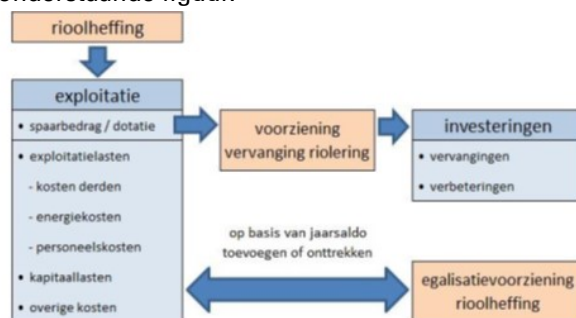 onderstaande figuur.
rioolheffing
exploitatie
• spaarbedrag / dotatie
• exploitatielasten
- kosten derden
- energiekosten
- personeelskosten
• kapitaallasten
• overige kosten
voorziening
vervanging riolering
investeringen
• vervangingen
• verbeteringen
op basis van jaarsaldo
toevoegen of onttrekken
egalisatievoorziening
rioolheffing